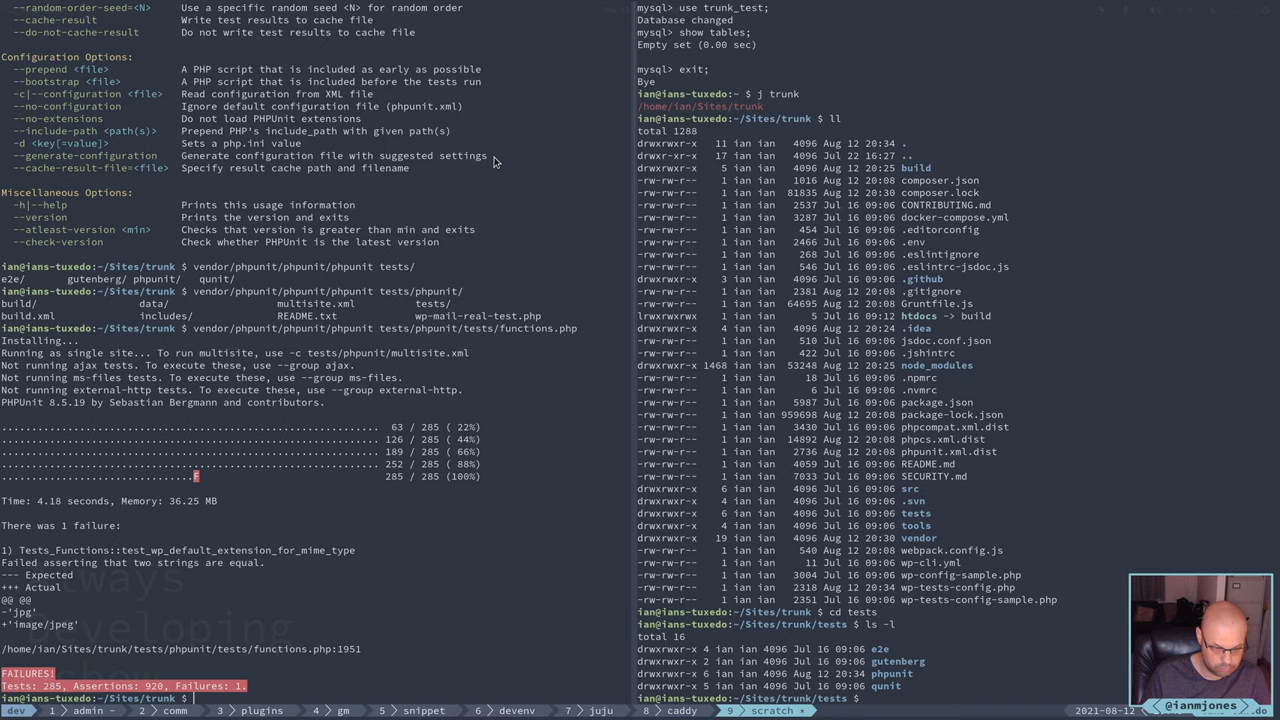 --random-order-seed=<N>     Use a specific random seed <N> for random order
--cache-result              Write test results to cache file
--do-not-cache-result       Do not write test results to cache file
Configuration Options:
--prepend <file>            A PHP script that is included as early as possible
--bootstrap <file>          A PHP script that is included before the tests run
-c|--configuration <file>   Read configuration from XML file
--no-configuration          Ignore default configuration file (phpunit.xml)
--no-extensions             Do not load PHPUnit extensions
--include-path <path(s)>    Prepend PHP's include_path with given path(s)
-d <key[=value]>            Sets a php.ini value
--generate-configuration    Generate configuration file with suggested settings
--cache-result-file=<file>  Specify result cache path and filename
Miscellaneous Options:
-h|--help                   Prints this usage information
--version                   Prints the version and exits
--atleast-version <min>     Checks that version is greater than min and exits
--check-version             Check whether PHPUnit is the latest version
ian@ians-tuxedo:~/Sites/trunk $ vendor/phpunit/phpunit/phpunit tests/
e2e/       gutenberg/ phpunit/   qunit/
ian@ians-tuxedo:~/Sites/trunk $ vendor/phpunit/phpunit/phpunit tests/phpunit/
build/            data/             multisite.xml     tests/
build.xml         includes/         README.txt        wp-mail-real-test.php
ian@ians-tuxedo:~/Sites/trunk $ vendor/phpunit/phpunit/phpunit tests/phpunit/tests/functions.php
Installing...
Running as single site... To run multisite, use -c tests/phpunit/multisite.xml
Not running ajax tests. To execute these, use --group ajax.
Not running ms-files tests. To execute these, use --group ms-files.
Not running external-http tests. To execute these, use --group external-http.
PHPUnit 8.5.19 by Sebastian Bergmann and contributors.
...............................................................  63 / 285 ( 22%)
............................................................... 126 / 285 ( 44%)
............................................................... 189 / 285 ( 66%)
............................................................... 252 / 285 ( 88%)
................................F                               285 / 285 (100%)
Time: 4.18 seconds, Memory: 36.25 MB
There was 1 failure:
1) Tests_Functions::test_wp_default_extension_for_mime_type
Failed asserting that two strings are equal.
--- Expected
+++ Actual
@@ @@
-'jpg'
+'image/jpeg'
/home/ian/Sites/trunk/tests/phpunit/tests/functions.php:1951
FAILURES!
Tests: 285, Assertions: 920, Failures: 1.
ian@ians-tuxedo:~/Sites/trunk $
mysql> use trunk_test;
Database changed
mysql> show tables;
Empty set (0.00 sec)
mysql> exit;
Bye
ian@ians-tuxedo:~ $ j trunk
/home/ian/Sites/trunk
ian@ians-tuxedo:~/Sites/trunk $ ll
total 1288
drwxrwxr-x   11 ian ian   4096 Aug 12 20:34 .
drwxr-xr-x   17 ian ian   4096 Jul 22 16:27 ..
drwxrwxr-x    5 ian ian   4096 Aug 12 20:25 build
-rw-rw-r--    1 ian ian   1016 Aug 12 20:08 composer.json
-rw-rw-r--    1 ian ian  81835 Aug 12 20:30 composer.lock
-rw-rw-r--    1 ian ian   2537 Jul 16 09:06 CONTRIBUTING.md
-rw-rw-r--    1 ian ian   3287 Jul 16 09:06 docker-compose.yml
-rw-rw-r--    1 ian ian    454 Jul 16 09:06 .editorconfig
-rw-rw-r--    1 ian ian   2466 Jul 16 09:06 .env
-rw-rw-r--    1 ian ian    268 Jul 16 09:06 .eslintignore
-rw-rw-r--    1 ian ian    546 Jul 16 09:06 .eslintrc-jsdoc.js
drwxrwxr-x    3 ian ian   4096 Jul 16 09:06 .github
-rw-rw-r--    1 ian ian   2381 Aug 12 20:08 .gitignore
-rw-rw-r--    1 ian ian  64695 Aug 12 20:08 Gruntfile.js
lrwxrwxrwx    1 ian ian      5 Jul 16 09:12 htdocs -> build
drwxrwxr-x    4 ian ian   4096 Aug 12 20:24 .idea
-rw-rw-r--    1 ian ian    510 Jul 16 09:06 jsdoc.conf.json
-rw-rw-r--    1 ian ian    422 Jul 16 09:06 .jshintrc
drwxrwxr-x 1468 ian ian  53248 Aug 12 20:25 node_modules
-rw-rw-r--    1 ian ian     18 Jul 16 09:06 .npmrc
-rw-rw-r--    1 ian ian      6 Jul 16 09:06 .nvmrc
-rw-rw-r--    1 ian ian   5987 Jul 16 09:06 package.json
-rw-rw-r--    1 ian ian 959698 Aug 12 20:08 package-lock.json
-rw-rw-r--    1 ian ian   3430 Jul 16 09:06 phpcompat.xml.dist
-rw-rw-r--    1 ian ian  14892 Jul 16 09:06 phpcs.xml.dist
-rw-rw-r--    1 ian ian   2736 Aug 12 20:08 phpunit.xml.dist
-rw-rw-r--    1 ian ian   4059 Jul 16 09:06 README.md
-rw-rw-r--    1 ian ian   7033 Jul 16 09:06 SECURITY.md
drwxrwxr-x    6 ian ian   4096 Jul 16 09:06 src
drwxrwxr-x    4 ian ian   4096 Aug 12 20:30 .svn
drwxrwxr-x    6 ian ian   4096 Jul 16 09:06 tests
drwxrwxr-x    4 ian ian   4096 Jul 16 09:06 tools
drwxrwxr-x   19 ian ian   4096 Aug 12 20:30 vendor
-rw-rw-r--    1 ian ian    540 Aug 12 20:08 webpack.config.js
-rw-rw-r--    1 ian ian     11 Jul 16 09:06 wp-cli.yml
-rw-rw-r--    1 ian ian   3004 Jul 16 09:06 wp-config-sample.php
-rw-rw-r--    1 ian ian   2318 Aug 12 20:34 wp-tests-config.php
-rw-rw-r--    1 ian ian   2351 Jul 16 09:06 wp-tests-config-sample.php
ian@ians-tuxedo:~/Sites/trunk $ cd tests
ian@ians-tuxedo:~/Sites/trunk/tests $ ls -l
total 16
drwxrwxr-x 4 ian ian 4096 Jul 16 09:06 e2e
drwxrwxr-x 2 ian ian 4096 Jul 16 09:06 gutenberg
drwxrwxr-x 6 ian ian 4096 Aug 12 20:34 phpunit
drwxrwxr-x 5 ian ian 4096 Jul 16 09:06 qunit
ian@ians-tuxedo:~/Sites/trunk/tests $
always
Developing
show
dev  1 admin -  2 comm  3 plugins  4 gm  5 snippet  6 devenv  7 juju  8 caddy  9 scratch *  2021-08-12
<@ianmjones>